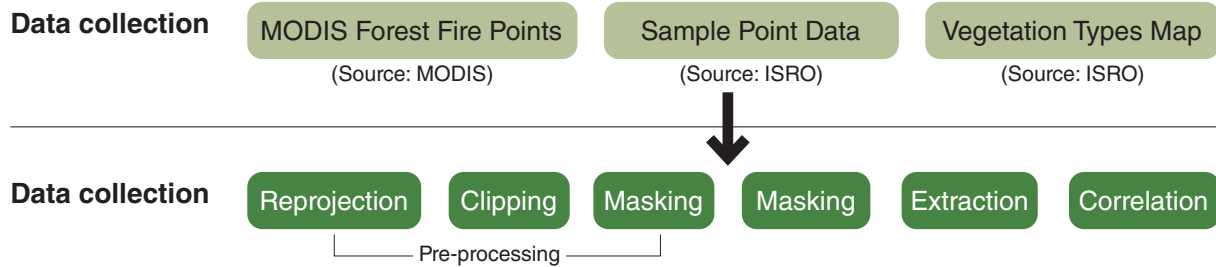 Data collection MODIS Forest Fire Points Sample Point Data Vegetation Types Map
(Source: MODIS) (Source: ISRO) (Source: ISRO)
Data collection Reprojection Clipping Masking Masking Extraction Correlation
Pre-processing